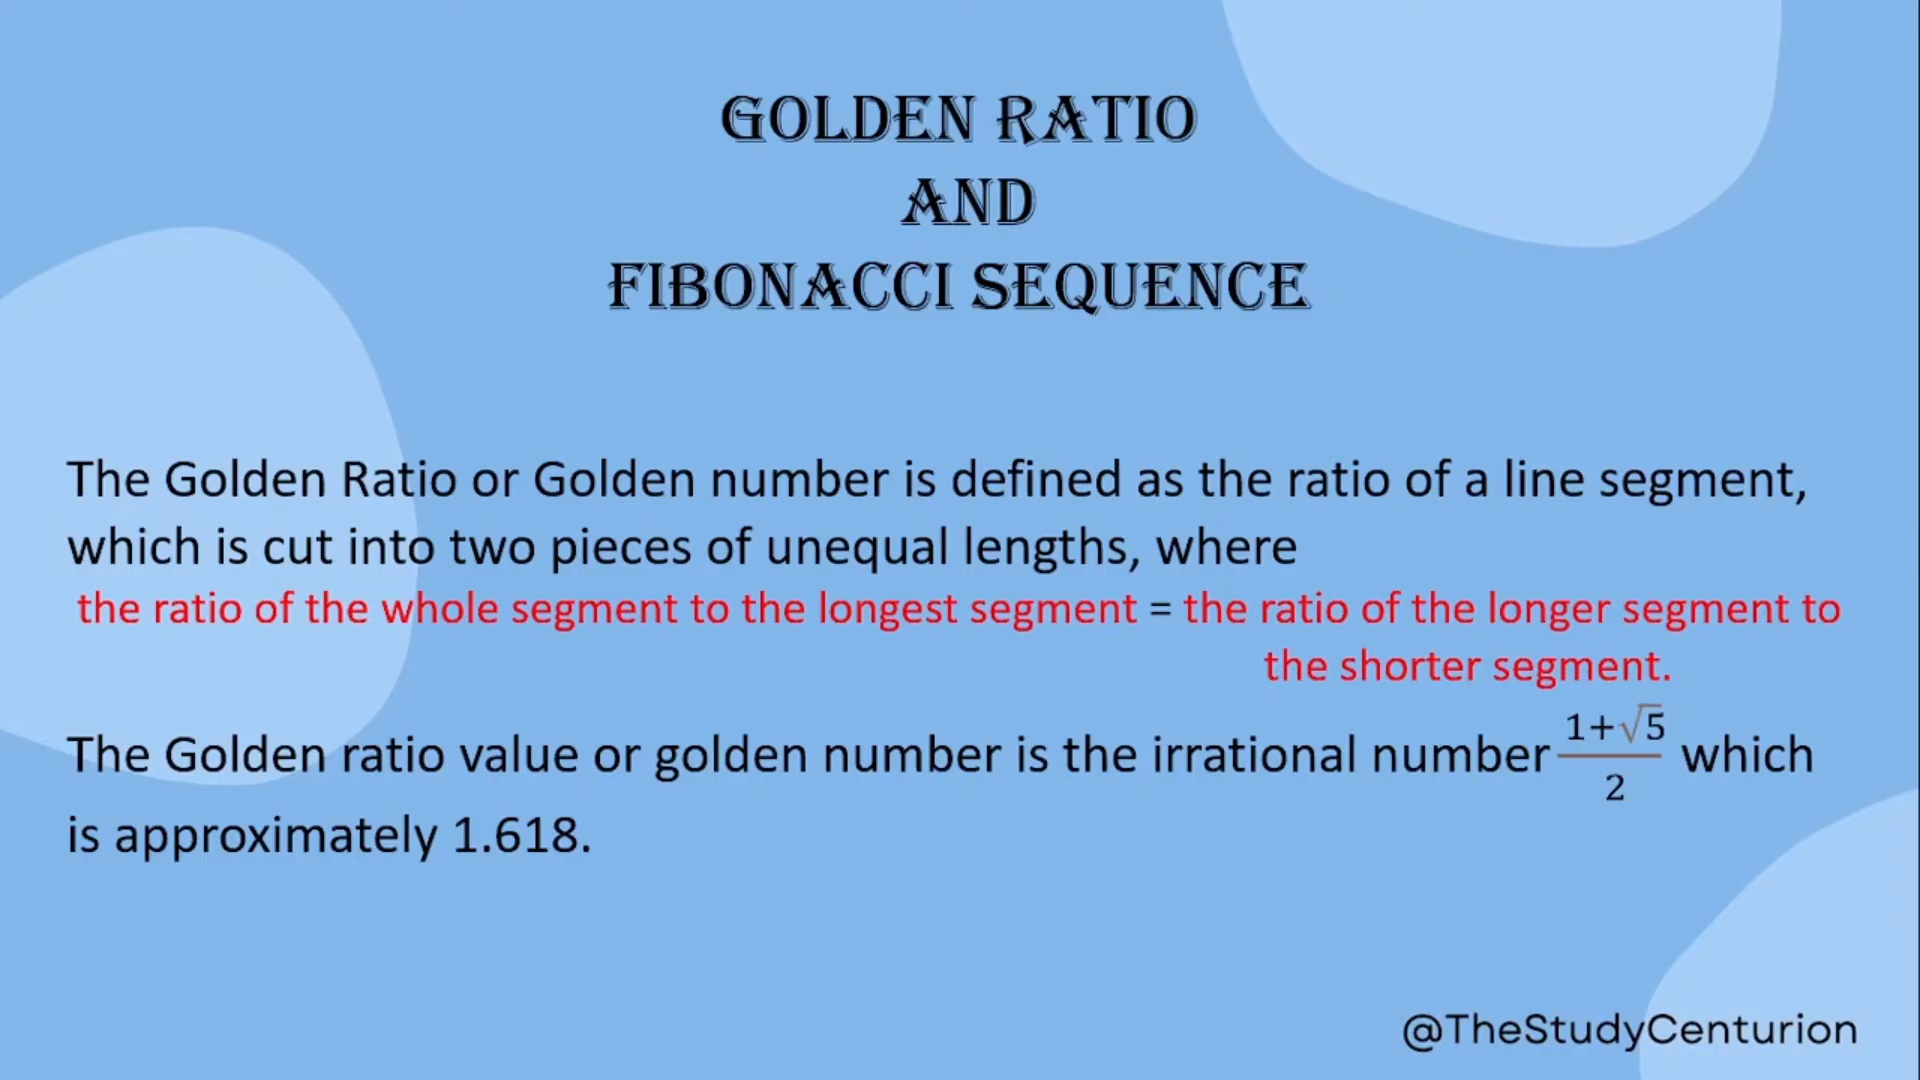 GOLDEN RATIO
AND
FIBONACCI SEQUENCE
The Golden Ratio or Golden number is defined as the ratio of a line segment,
which is cut into two pieces of unequal lengths, where
the ratio of the whole segment to the longest segment = the ratio of the longer segment to
the shorter segment.
The Golden ratio value or golden number is the irrational number (1+√5)/2 which
is approximately 1.618.
@TheStudyCenturion